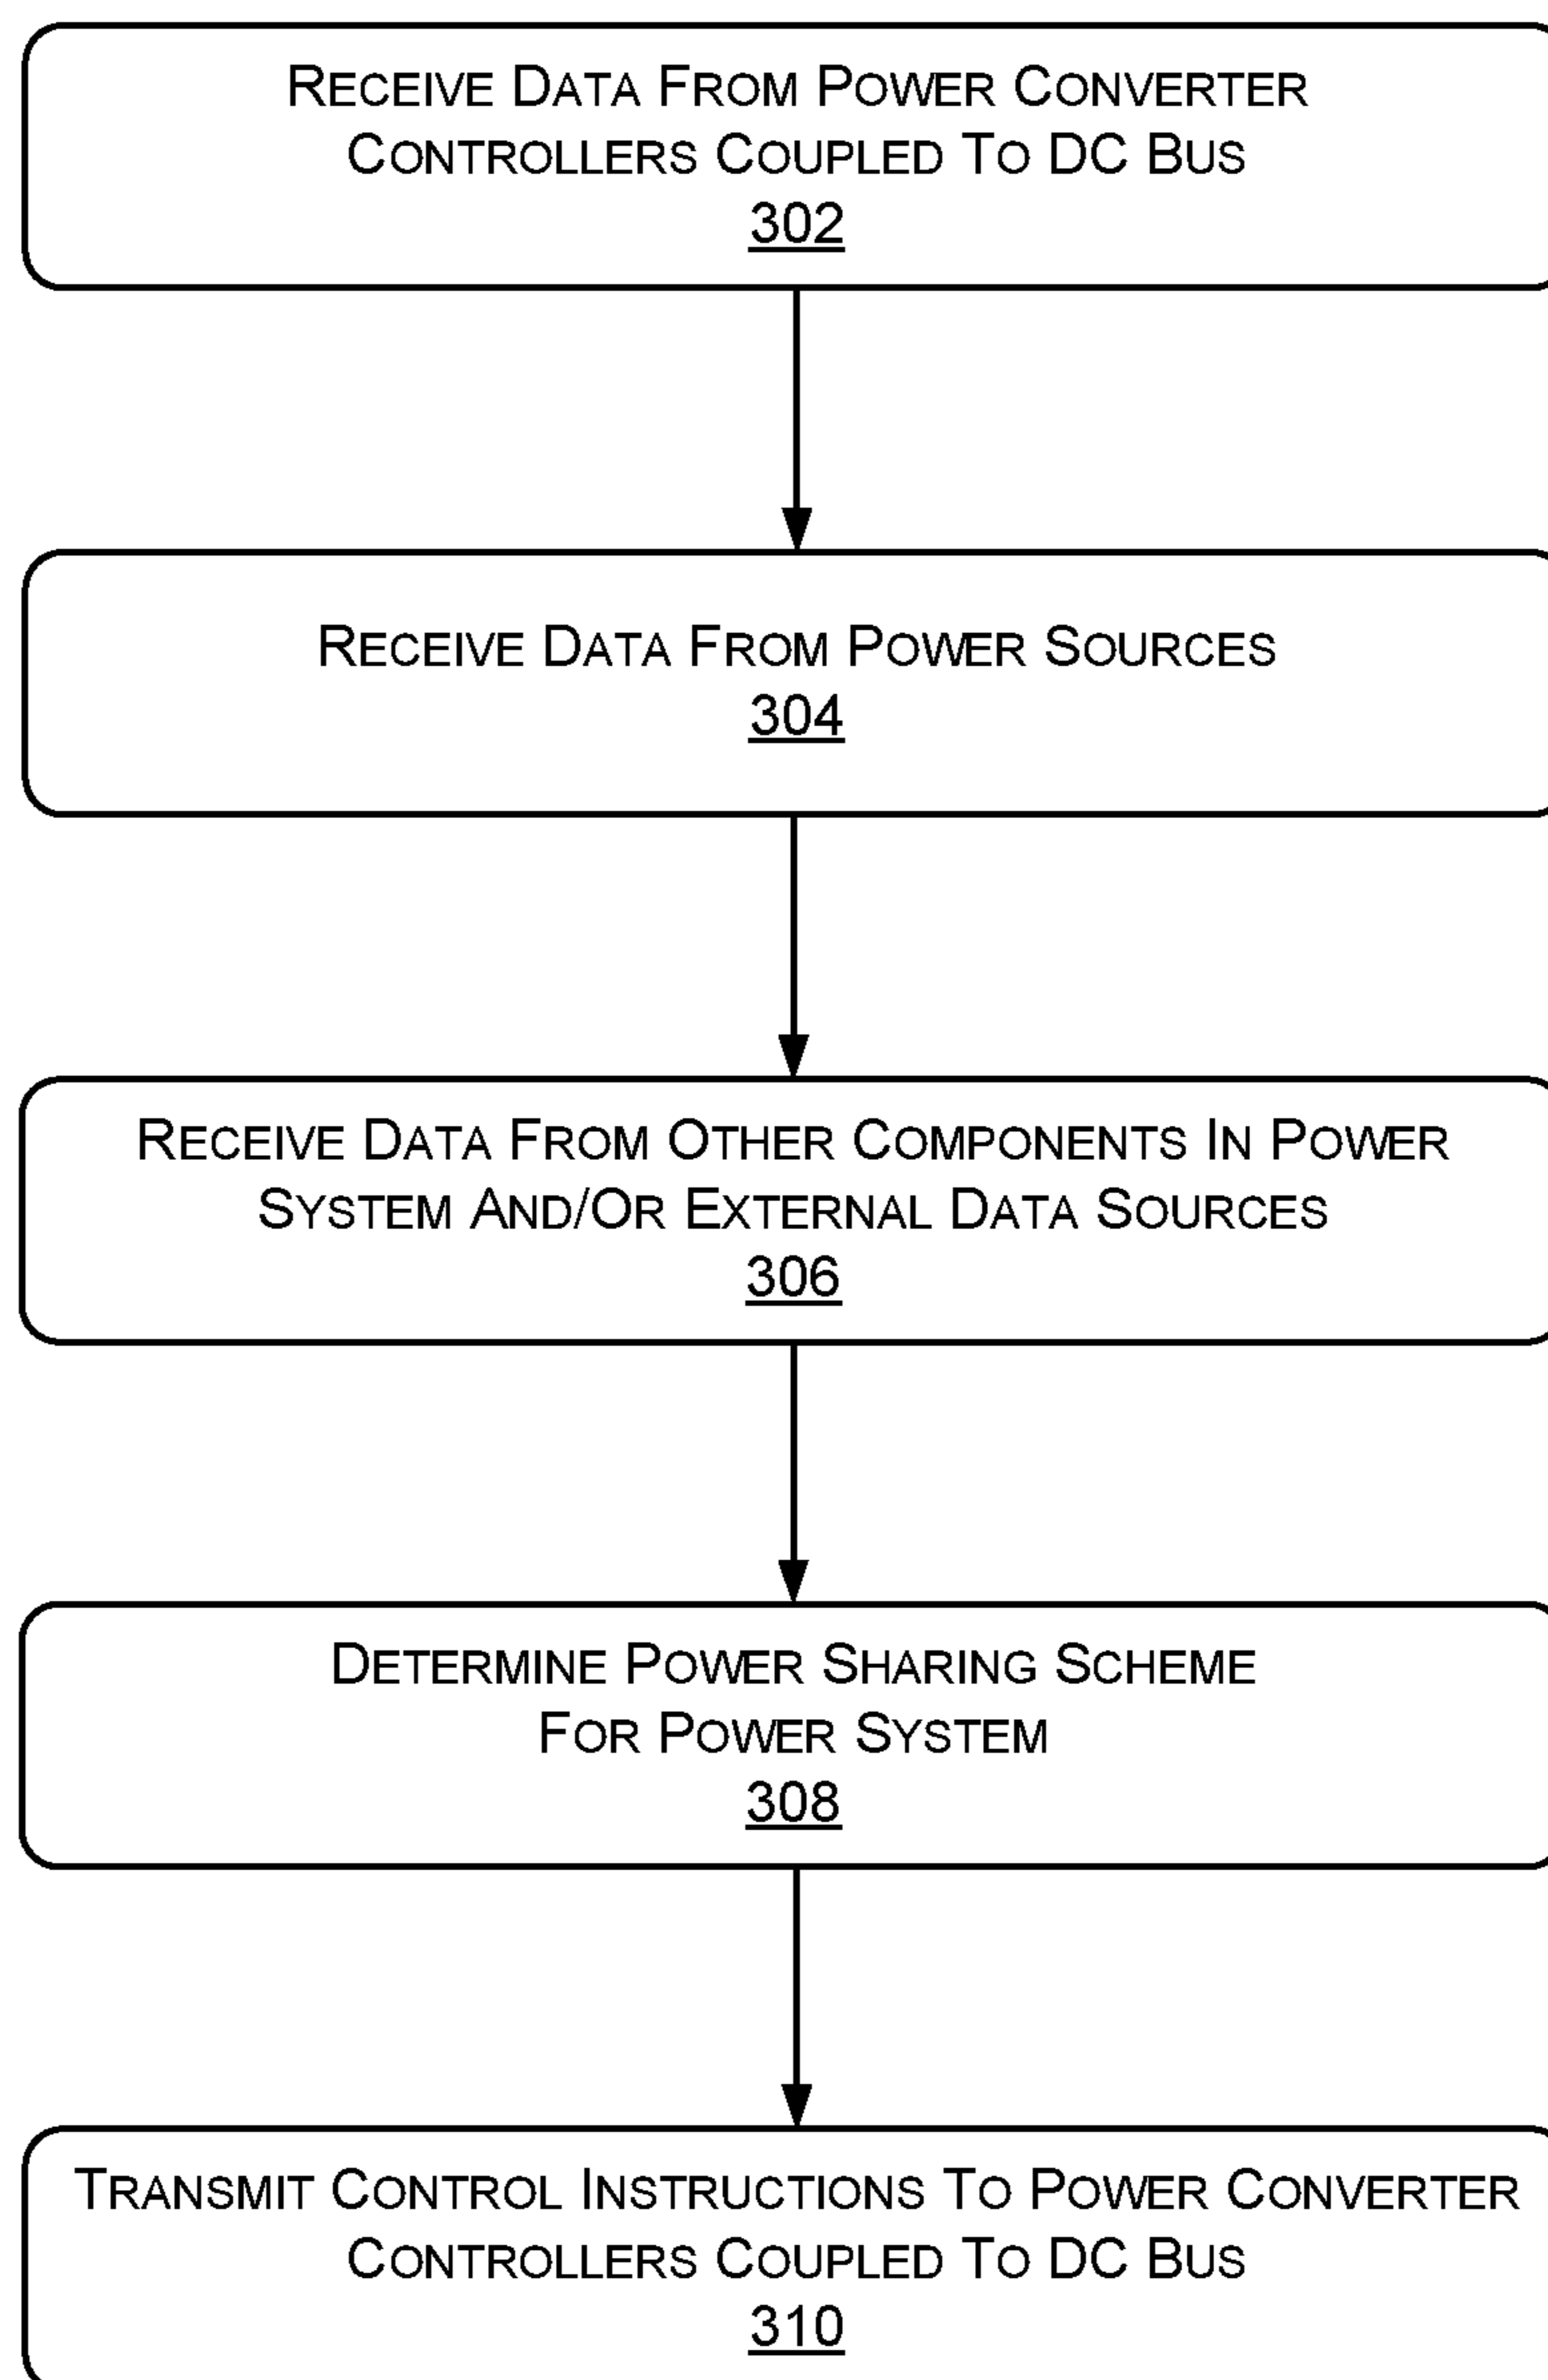 Receive Data From Power Converter
Controllers Coupled To DC Bus
302
Receive Data From Power Sources
304
Receive Data From Other Components In Power
System And/Or External Data Sources
306
Determine Power Sharing Scheme
For Power System
308
Transmit Control Instructions To Power Converter
Controllers Coupled To DC Bus
310